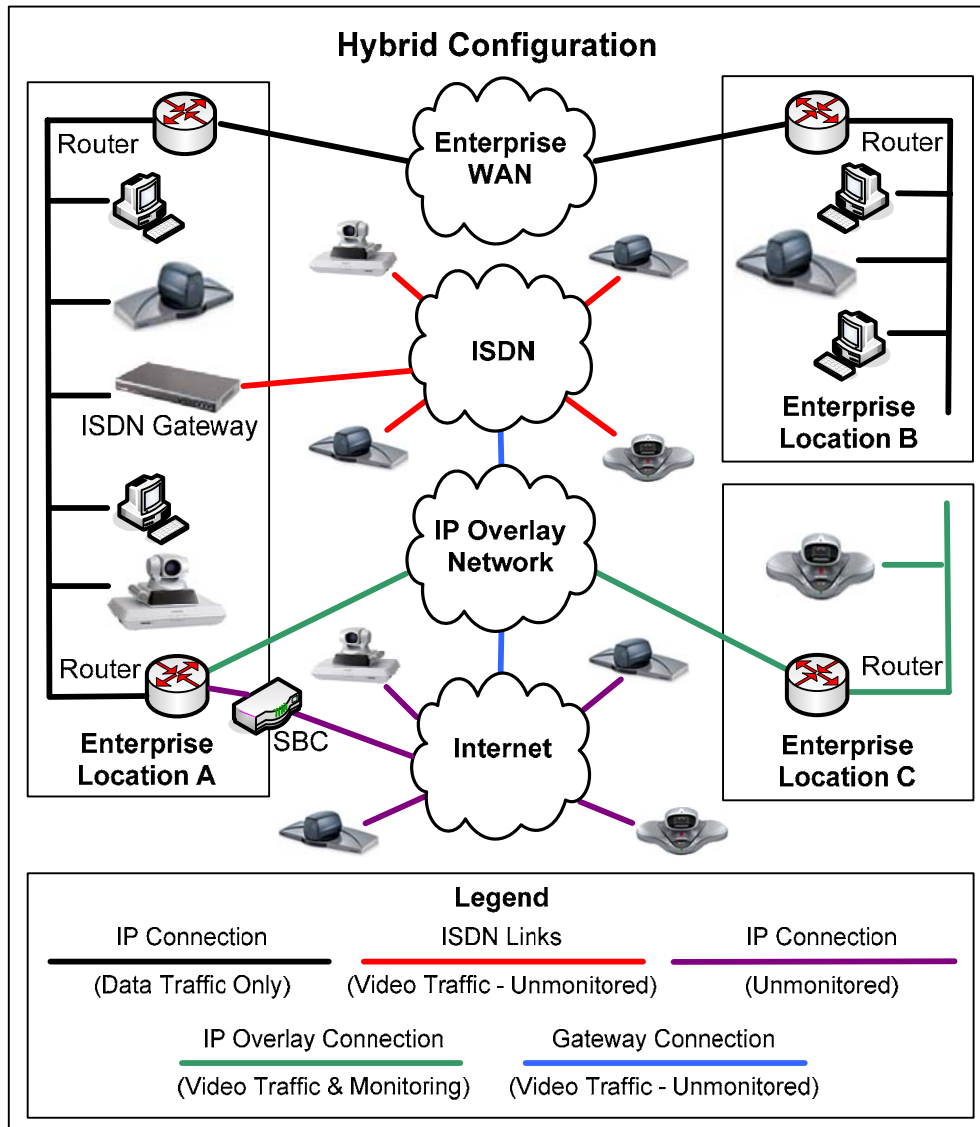 Hybrid Configuration
Router
Enterprise
WAN
Router
ISDN
ISDN Gateway
Enterprise
Location B
IP Overlay
Network
Router
Router
SBC
Internet
Enterprise
Location A
Enterprise
Location C
Legend
IP Connection
(Data Traffic Only)
ISDN Links
(Video Traffic - Unmonitored)
IP Connection
(Unmonitored)
IP Overlay Connection
(Video Traffic & Monitoring)
Gateway Connection
(Video Traffic - Unmonitored)